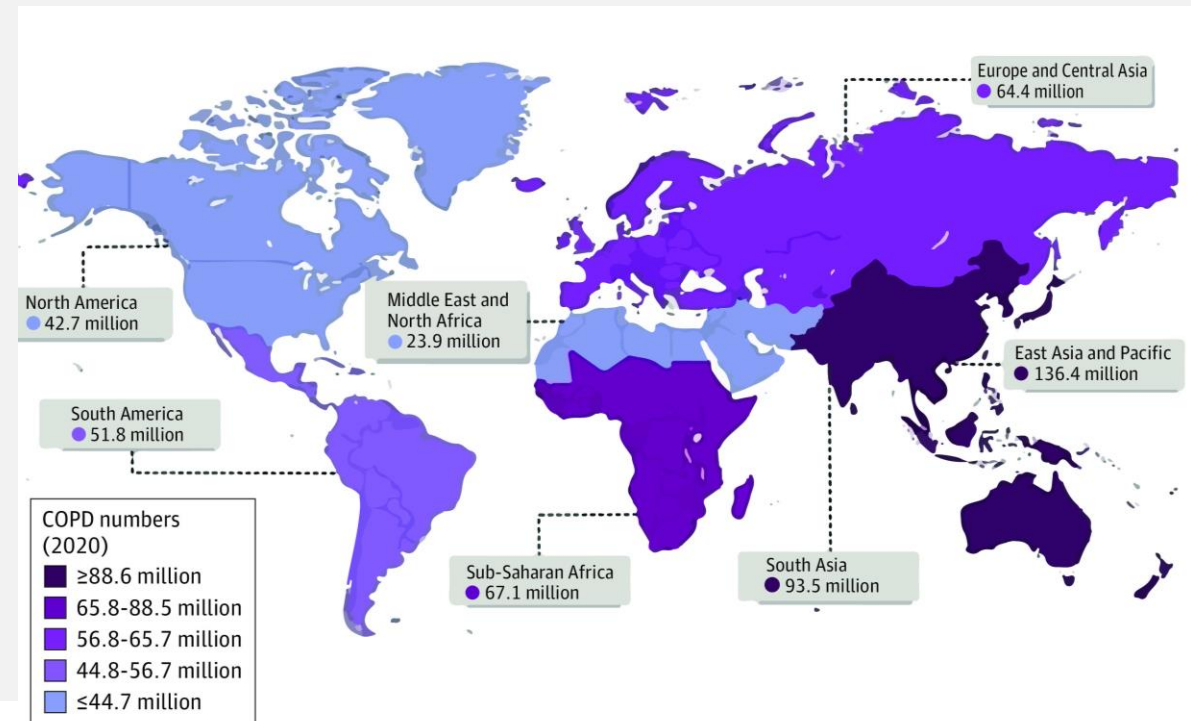 Europe and Central Asia
64.4 million
North America
42.7 million
Middle East and
North Africa
23.9 million
East Asia and Pacific
136.4 million
South America
51.8 million
Sub-Saharan Africa
67.1 million
South Asia
93.5 million
COPD numbers
(2020)
≥88.6 million
65.8-88.5 million
56.8-65.7 million
44.8-56.7 million
≤44.7 million